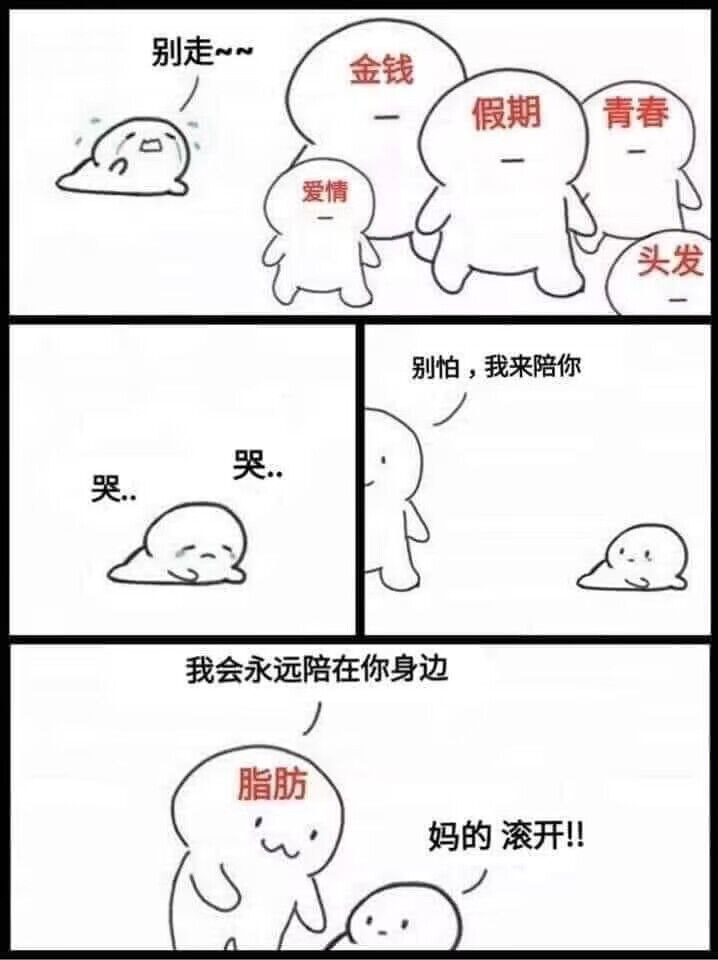 别走~~
金钱
假期
青春
爱情
头发
哭..
哭..
别怕，我来陪你
我会永远陪在你身边
脂肪
妈的 滚开!!